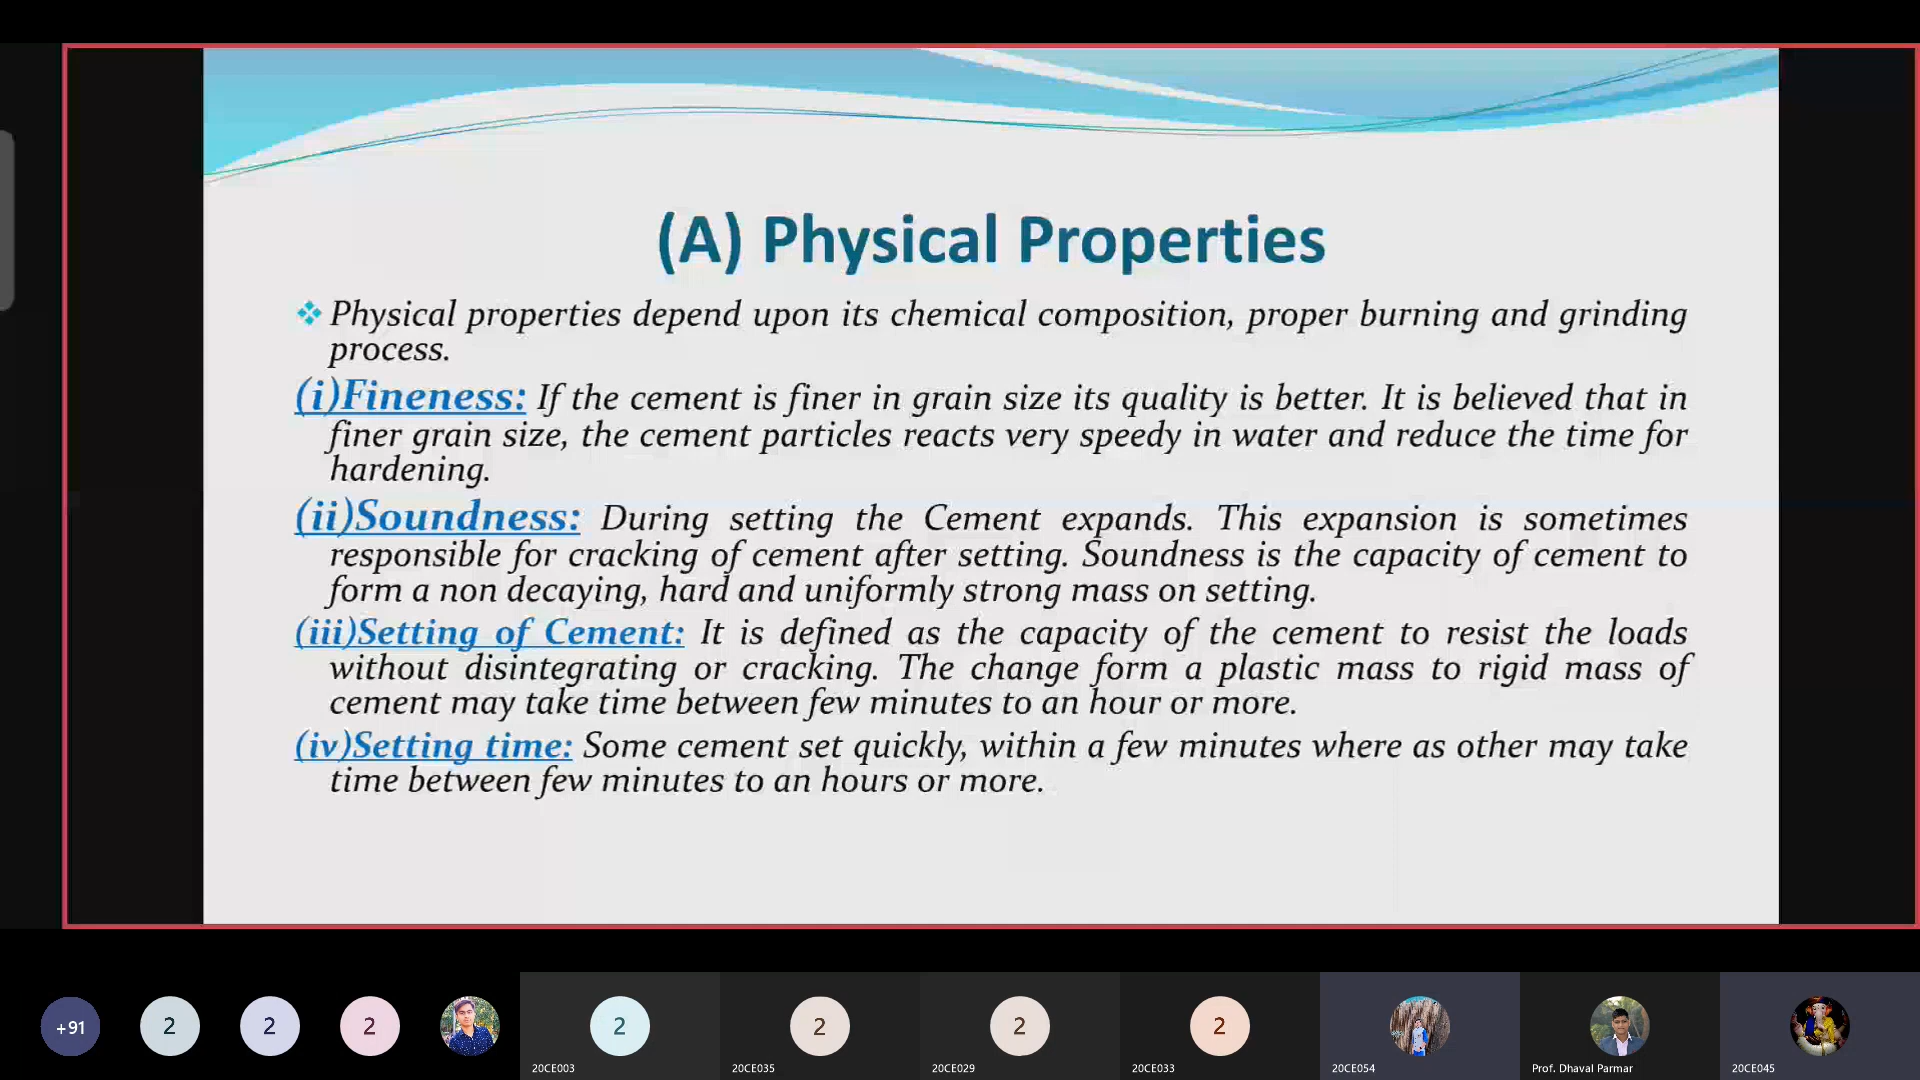 (A) Physical Properties
Physical properties depend upon its chemical composition, proper burning and grinding
process.
(i)Fineness: If the cement is finer in grain size its quality is better. It is believed that in
finer grain size, the cement particles reacts very speedy in water and reduce the time for
hardening.
(ii)Soundness: During setting the Cement expands. This expansion is sometimes
responsible for cracking of cement after setting. Soundness is the capacity of cement to
form a non decaying, hard and uniformly strong mass on setting.
(iii)Setting of Cement: It is defined as the capacity of the cement to resist the loads
without disintegrating or cracking. The change form a plastic mass to rigid mass of
cement may take time between few minutes to an hour or more.
(iv)Setting time: Some cement set quickly, within a few minutes where as other may take
time between few minutes to an hours or more.
+91 2 2 2 2 2 2 2
20CE003 20CE035 20CE029 20CE033 20CE054 Prof. Dhaval Parmar 20CE045